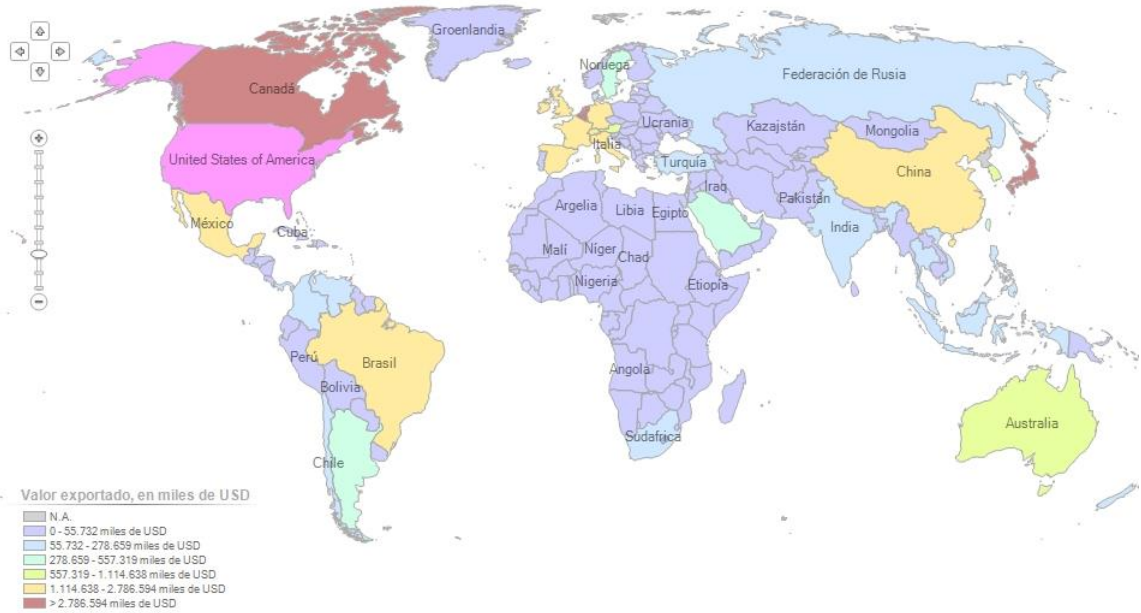 Groenlandia
Noruega
Federación de Rusia
Canadá
Ucrania
Kazajstán
Mongolia
Italia
United States of America
Turquía
China
Iraq
Pakistán
México
Argelia
Libia
Egipto
India
Cuba
Malí
Níger
Chad
Nigeria
Etiopía
Perú
Brasil
Angola
Bolivia
Australia
Sudafrica
Chile
Valor exportado, en miles de USD
N.A.
0 - 55.732 miles de USD
55.732 - 278.659 miles de USD
278.659 - 557.319 miles de USD
557.319 - 1.114.638 miles de USD
1.114.638 - 2.786.594 miles de USD
> 2.786.594 miles de USD